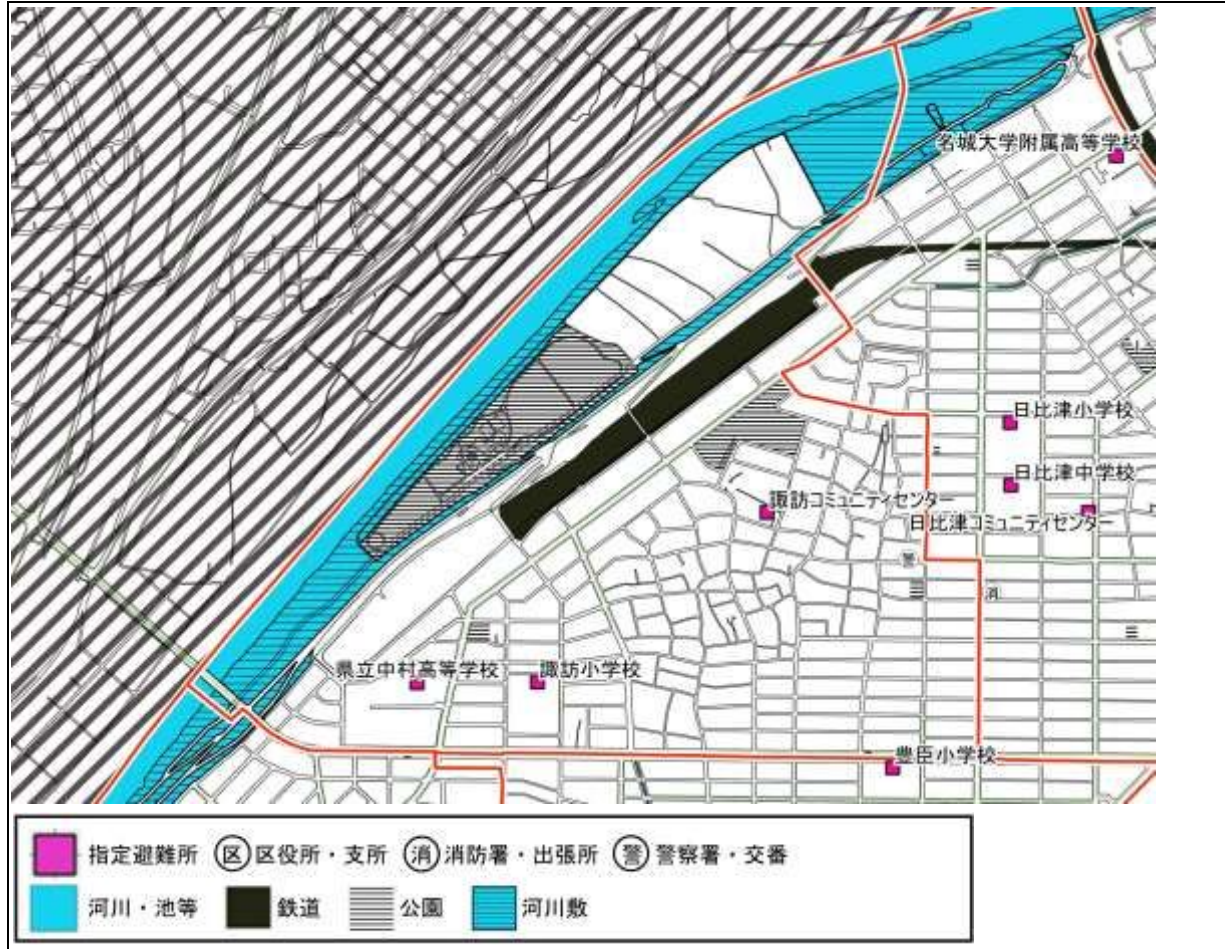 名城大学附属高等学校
日比津小学校
日比津中学校
諏訪コミュニティセンター
日比津コミュニティセンター
警
消
県立中村高等学校
諏訪小学校
豊臣小学校
指定避難所
区 区役所・支所
消 消防署・出張所
警 警察署・交番
河川・池等
鉄道
公園
河川敷